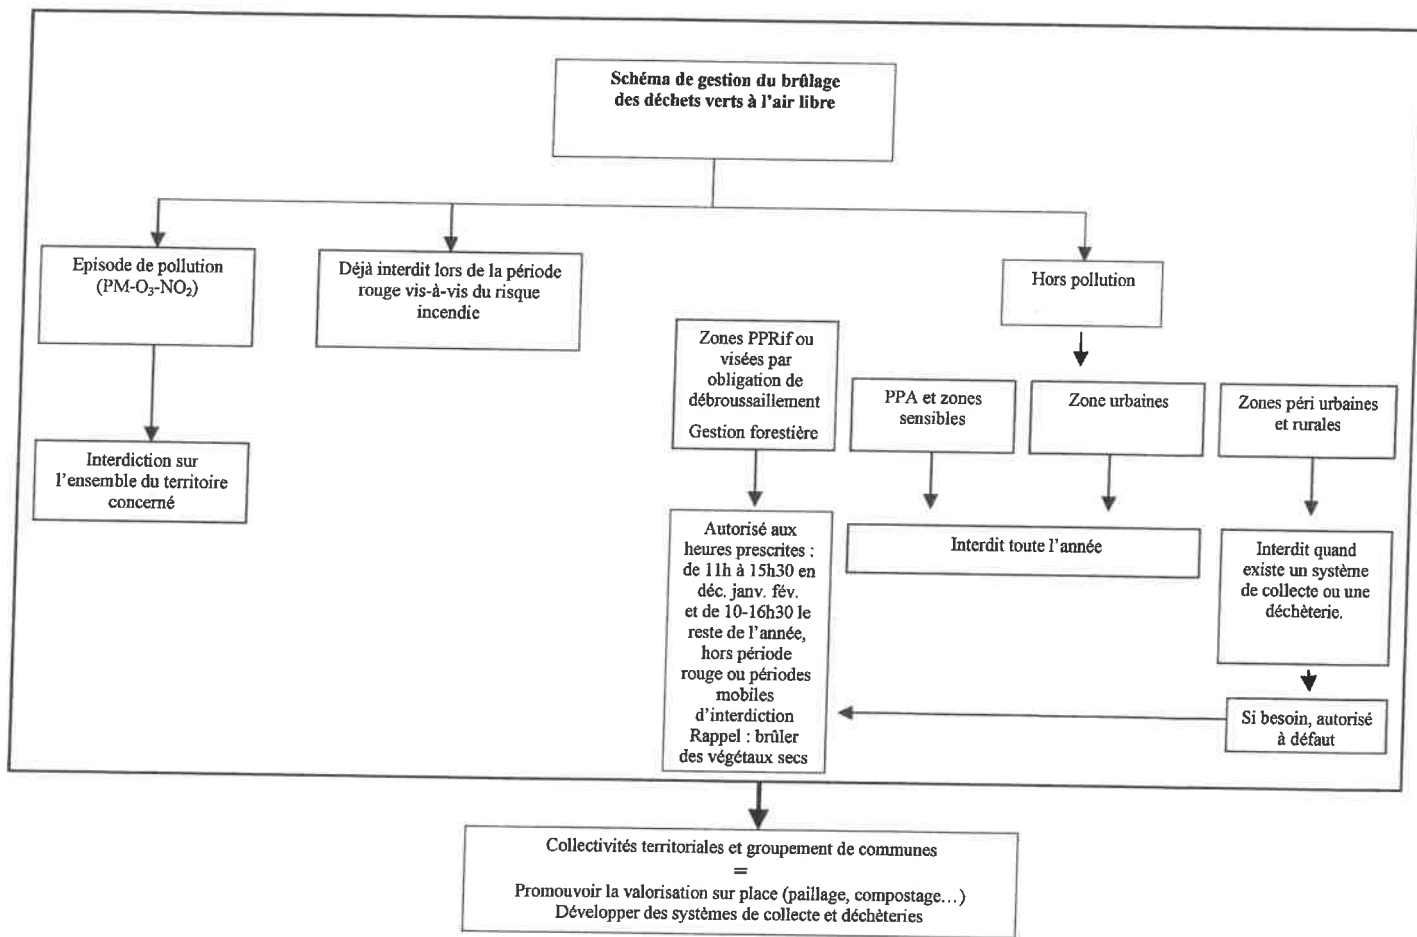 Schéma de gestion du brûlage
des déchets verts à l'air libre
Episode de pollution
(PM-O₃-NO₂)
Déjà interdit lors de la période
rouge vis-à-vis du risque
incendie
Hors pollution
Zones PPRif ou
visées par
obligation de
débroussaillement
Gestion forestière
PPA et zones
sensibles
Zone urbaines
Zones péri urbaines
et rurales
Interdiction sur
l'ensemble du territoire
concerné
Autorisé aux
heures prescrites :
de 11h à 15h30 en
déc. janv. fév.
et de 10-16h30 le
reste de l'année,
hors période
rouge ou périodes
mobiles
d'interdiction
Rappel : brûler
des végétaux secs
Interdit toute l'année
Interdit quand
existe un système
de collecte ou une
déchèterie.
Si besoin, autorisé
à défaut
Collectivités territoriales et groupement de communes
=
Promouvoir la valorisation sur place (paillage, compostage…)
Développer des systèmes de collecte et déchèteries